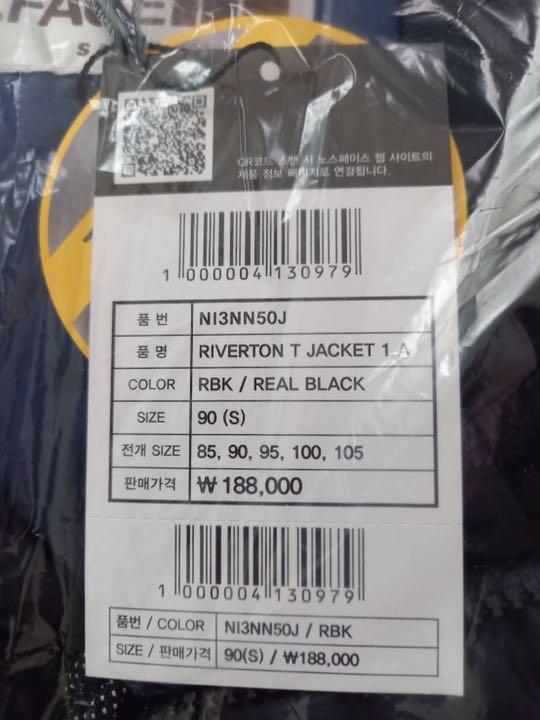 FACE
QR코드 스캔 시 노스페이스 웹 사이트의
제품 정보 페이지로 연결됩니다.
1 000004 130979
품 번 NI3NN50J
품 명 RIVERTON T JACKET 1_A
COLOR RBK / REAL BLACK
SIZE 90 (S)
전개 SIZE 85, 90, 95, 100, 105
판매가격 ₩ 188,000
1 000004 130979
품번 / COLOR NI3NN50J / RBK
SIZE / 판매가격 90(S) / ₩188,000